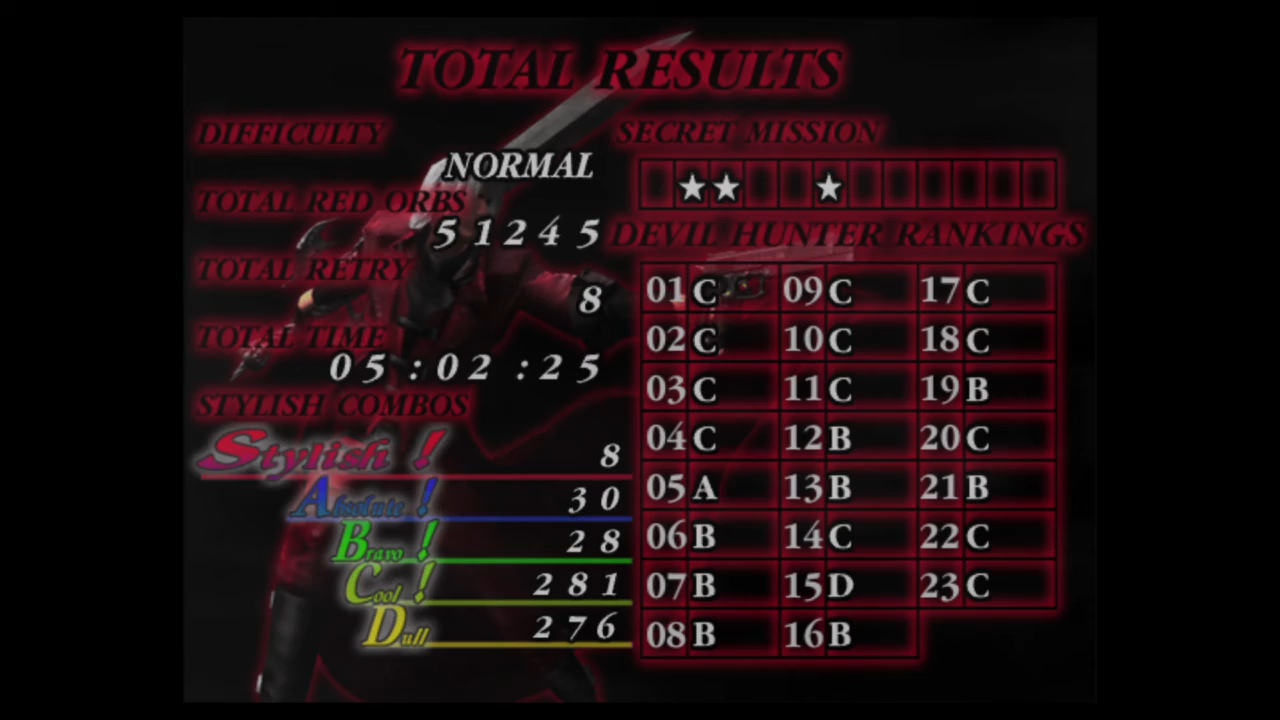 TOTAL RESULTS
DIFFICULTY
NORMAL
TOTAL RED ORBS
51245
TOTAL RETRY
8
TOTAL TIME
05:02:25
STYLISH COMBOS
Stylish! 8
Absolute! 30
Bravo! 28
Cool! 281
Dull 276
SECRET MISSION
★★ ★
DEVIL HUNTER RANKINGS
01 C 09 C 17 C
02 C 10 C 18 C
03 C 11 C 19 B
04 C 12 B 20 C
05 A 13 B 21 B
06 B 14 C 22 C
07 B 15 D 23 C
08 B 16 B